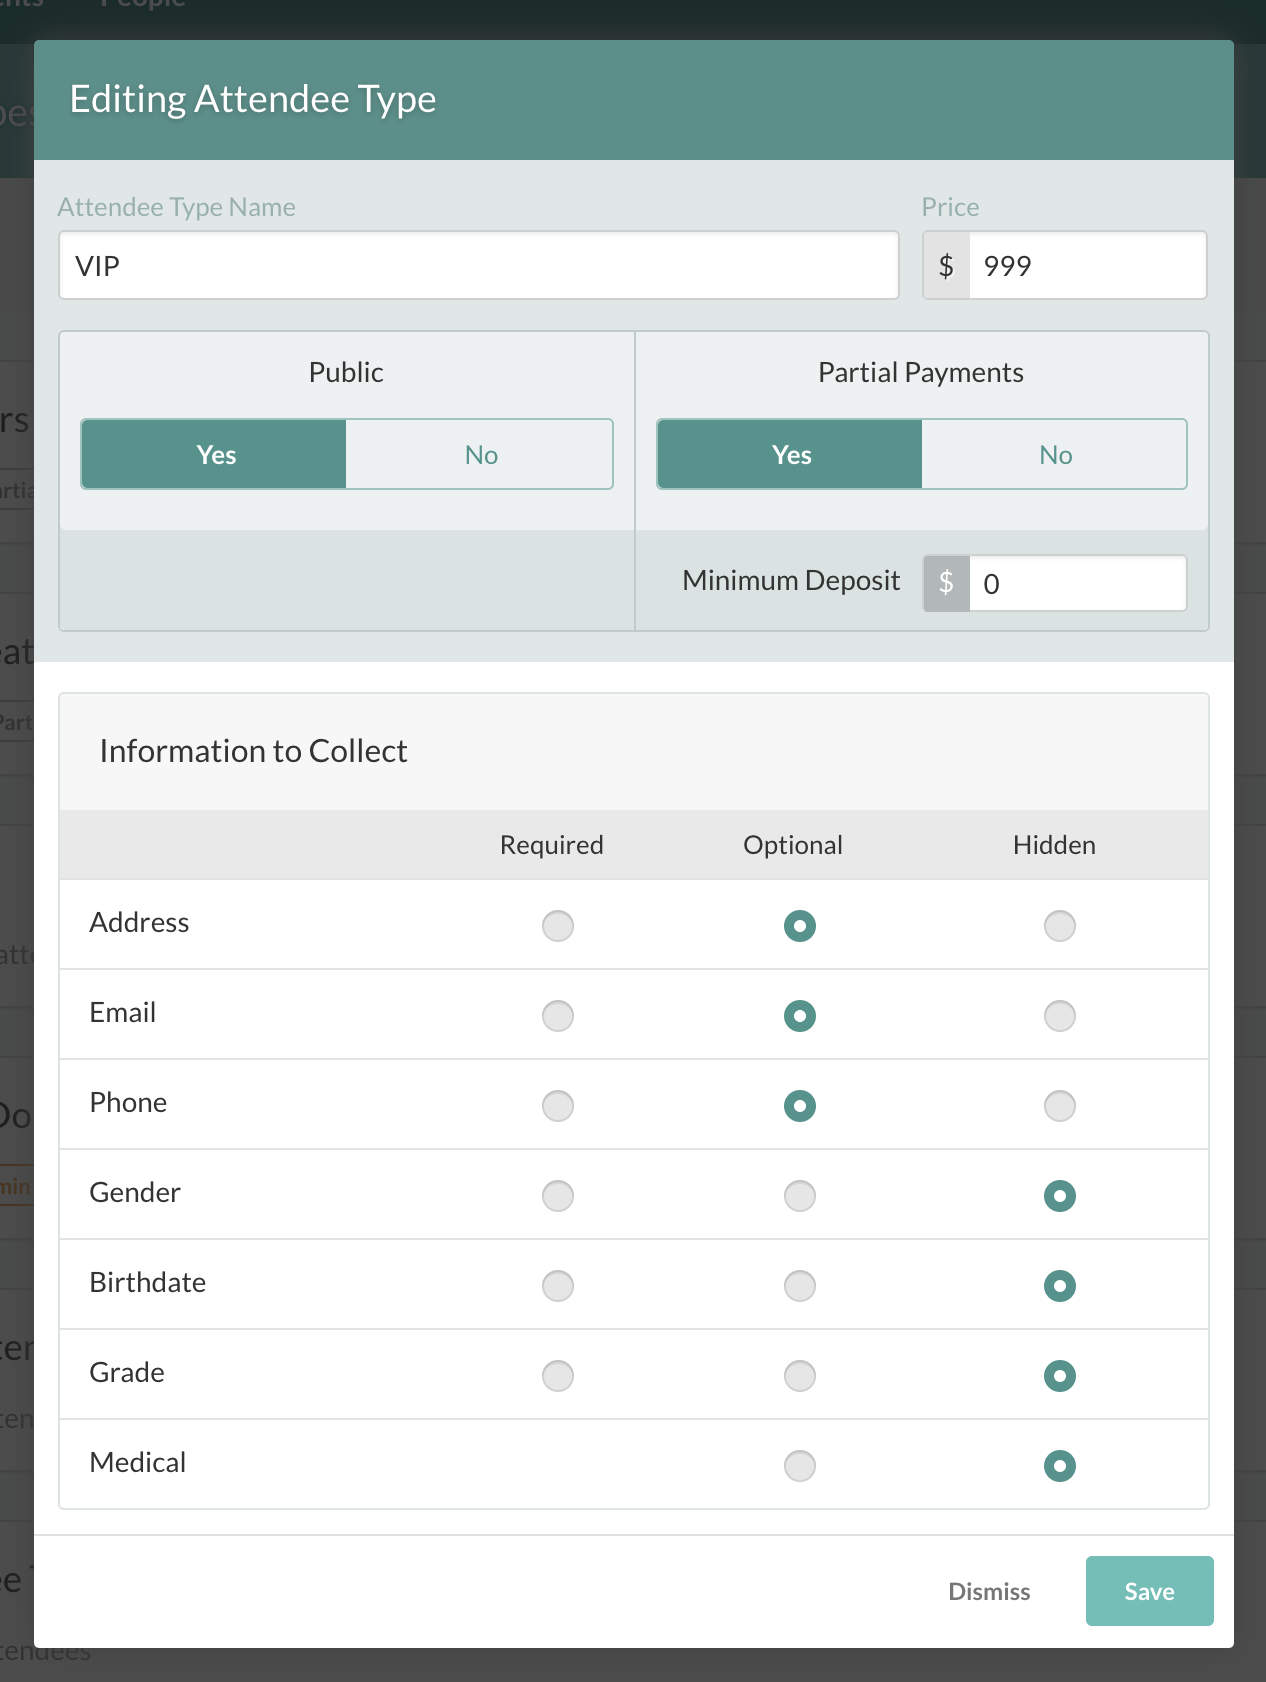 People
Editing Attendee Type
Attendee Type Name Price
VIP $ 999
Public Partial Payments
Yes No Yes No
Minimum Deposit $ 0
Information to Collect
Required Optional Hidden
Address
Email
Phone
Gender
Birthdate
Grade
Medical
Dismiss Save